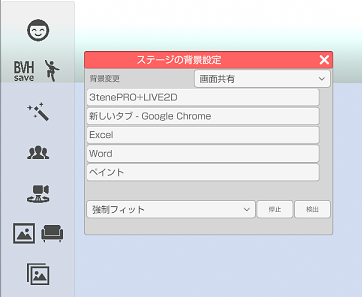 BVH
save
ステージの背景設定
背景変更 画面共有
3tenePRO+LIVE2D
新しいタブ - Google Chrome
Excel
Word
ペイント
強制フィット 停止 検出